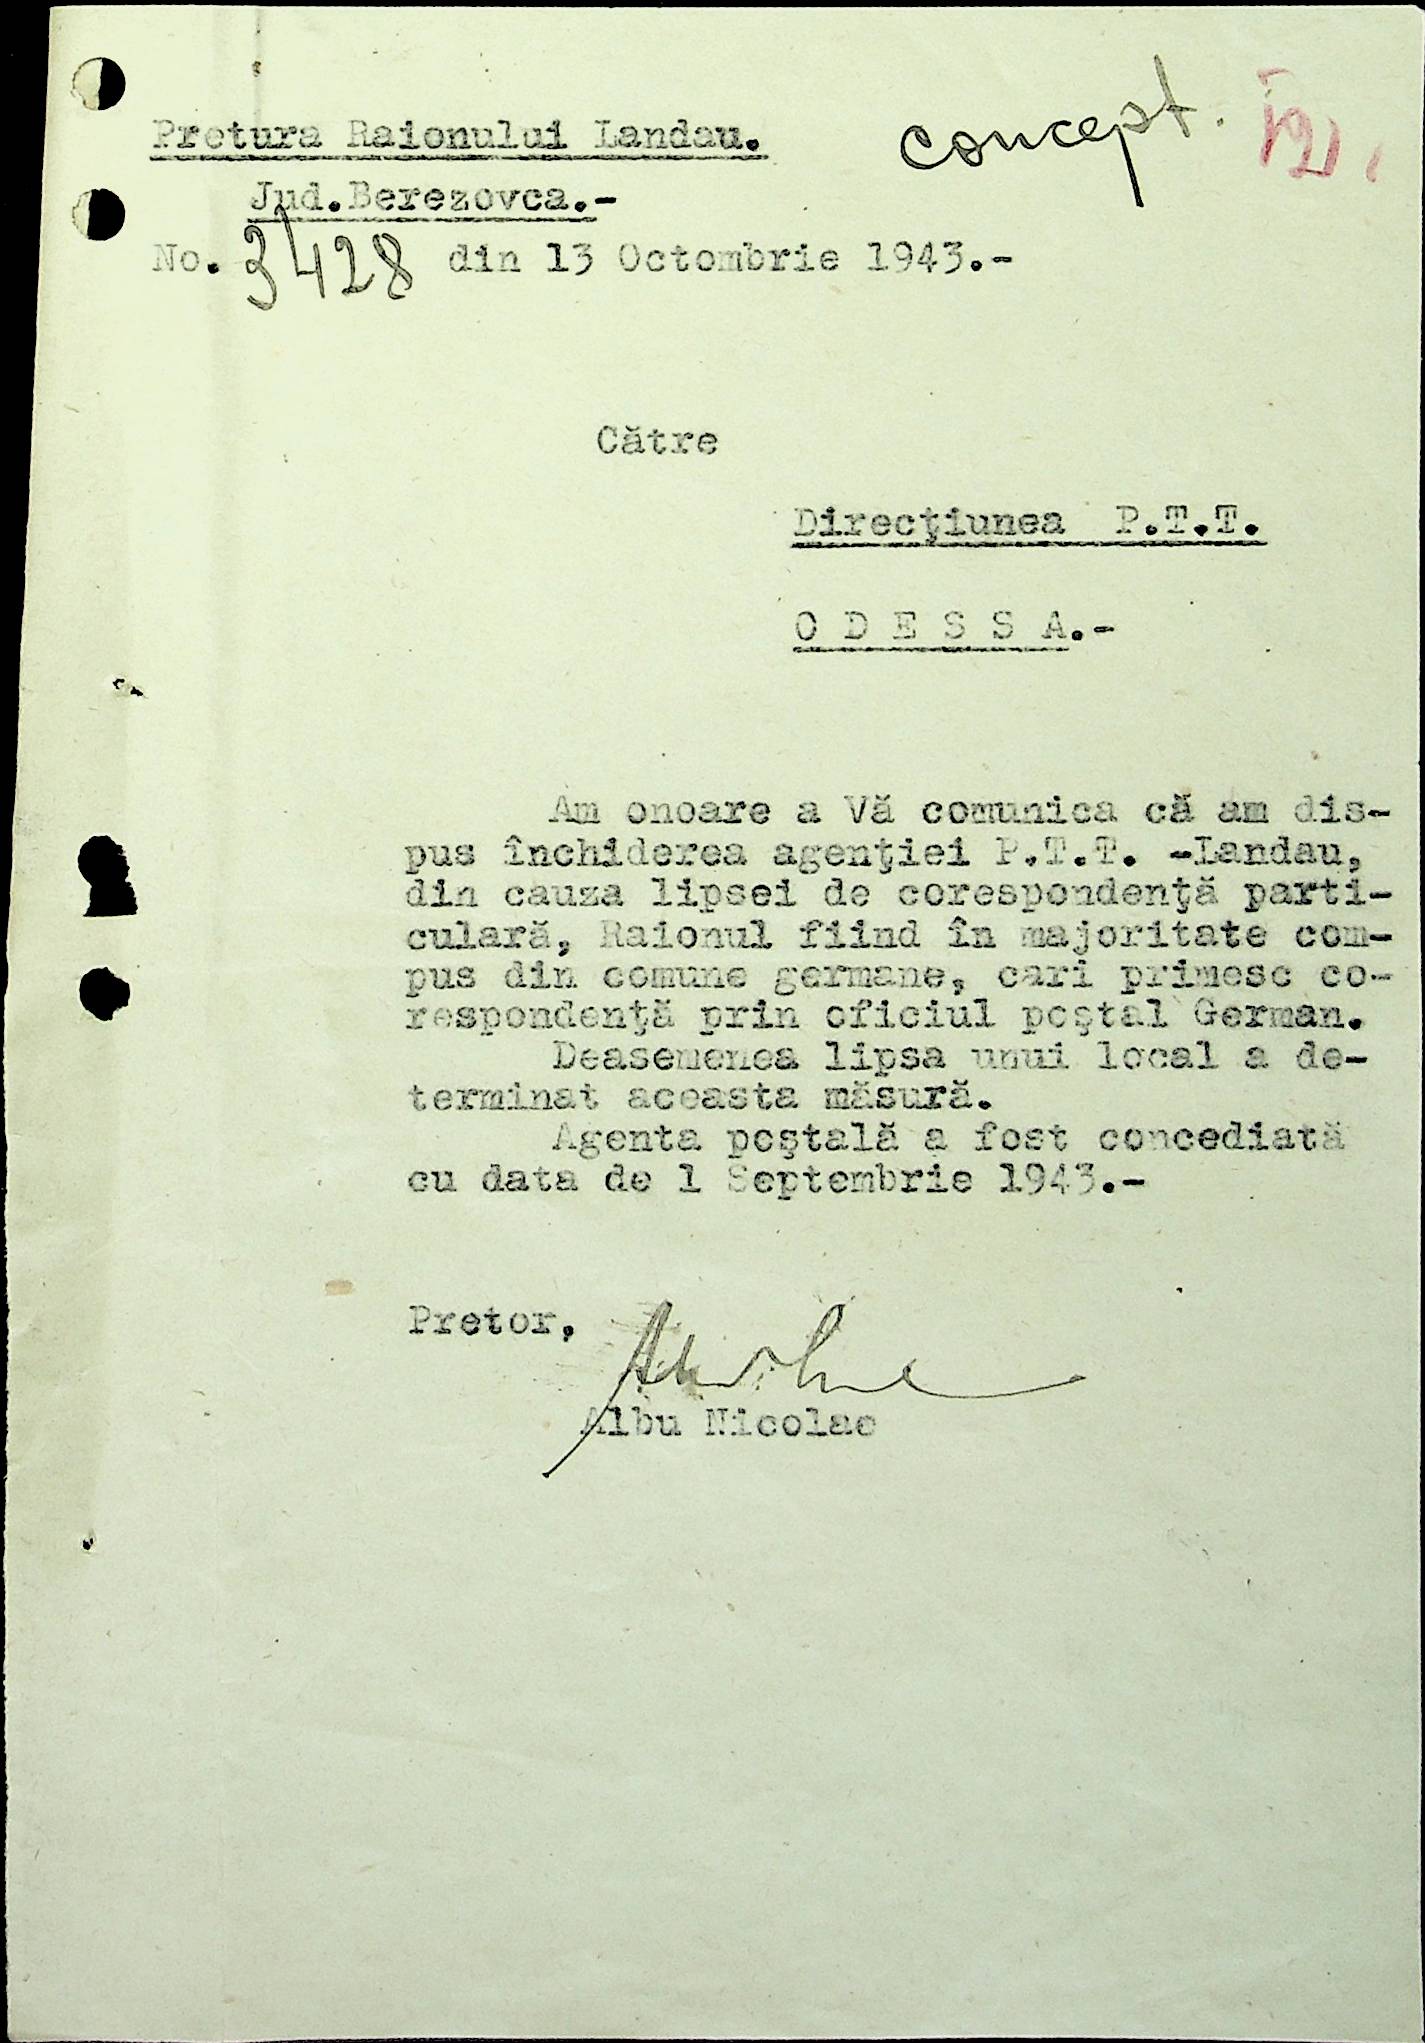 Pretura Raionului Landau.
concept.
Jud.Berezovca.-
No. 3428 din 13 Octombrie 1943.-
Către
Direcţiunea P.T.T.
O D E S S A.-
Am onoare a Vă comunica că am dis-
pus închiderea agenţiei P.T.T. -Landau,
din cauza lipsei de corespondenţă parti-
culară, Raionul fiind în majoritate com-
pus din comune germane, cari primesc co-
respondenţă prin oficiul poştal German.
Deasemenea lipsa unui local a de-
terminat aceasta măsură.
Agenta poştală a fost concediată
cu data de 1 Septembrie 1943.-
Pretor,
Albu Nicolae